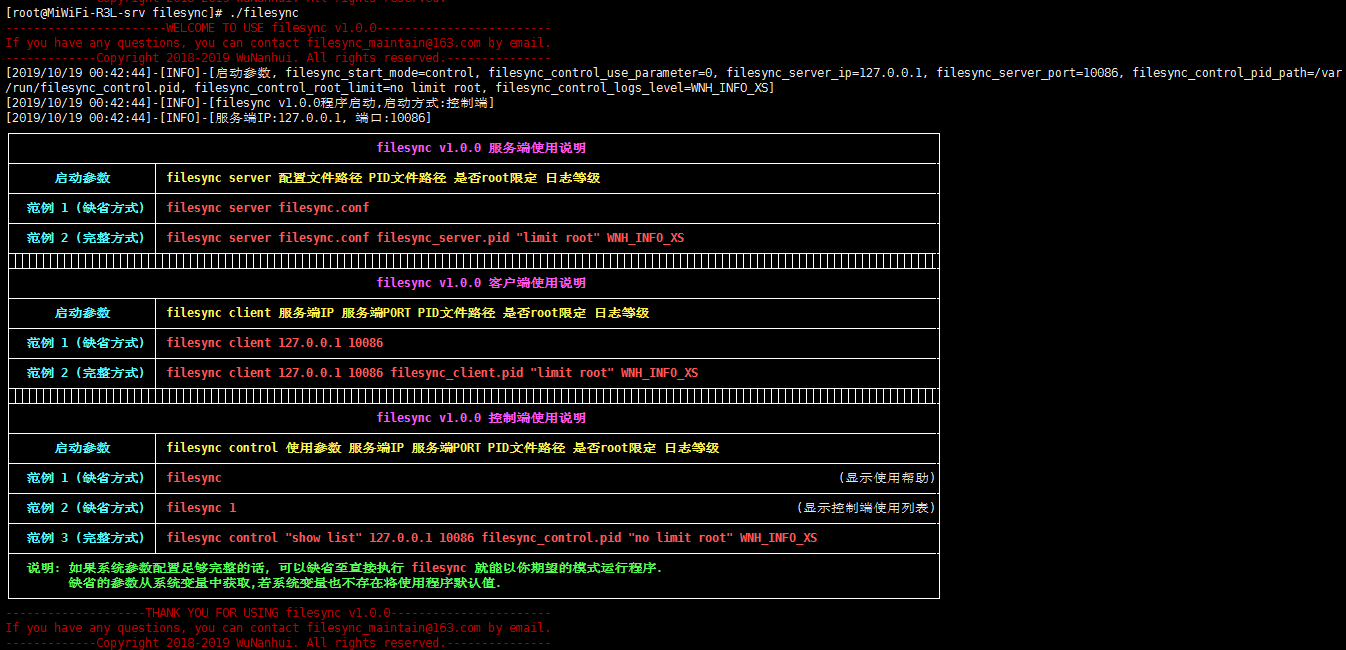 [root@MiWiFi-R3L-srv filesync]# ./filesync
-----------------------WELCOME TO USE filesync v1.0.0-------------------------
If you have any questions, you can contact filesync_maintain@163.com by email.
-------------Copyright 2018-2019 WuNanhui. All rights reserved.---------------
[2019/10/19 00:42:44]-[INFO]-[启动参数, filesync_start_mode=control, filesync_control_use_parameter=0, filesync_server_ip=127.0.0.1, filesync_server_port=10086, filesync_control_pid_path=/var
/run/filesync_control.pid, filesync_control_root_limit=no limit root, filesync_control_logs_level=WNH_INFO_XS]
[2019/10/19 00:42:44]-[INFO]-[filesync v1.0.0程序启动,启动方式:控制端]
[2019/10/19 00:42:44]-[INFO]-[服务端IP:127.0.0.1, 端口:10086]
filesync v1.0.0 服务端使用说明
启动参数 filesync server 配置文件路径 PID文件路径 是否root限定 日志等级
范例 1 (缺省方式) filesync server filesync.conf
范例 2 (完整方式) filesync server filesync.conf filesync_server.pid "limit root" WNH_INFO_XS
filesync v1.0.0 客户端使用说明
启动参数 filesync client 服务端IP 服务端PORT PID文件路径 是否root限定 日志等级
范例 1 (缺省方式) filesync client 127.0.0.1 10086
范例 2 (完整方式) filesync client 127.0.0.1 10086 filesync_client.pid "limit root" WNH_INFO_XS
filesync v1.0.0 控制端使用说明
启动参数 filesync control 使用参数 服务端IP 服务端PORT PID文件路径 是否root限定 日志等级
范例 1 (缺省方式) filesync (显示使用帮助)
范例 2 (缺省方式) filesync 1 (显示控制端使用列表)
范例 3 (完整方式) filesync control "show list" 127.0.0.1 10086 filesync_control.pid "no limit root" WNH_INFO_XS
说明: 如果系统参数配置足够完整的话, 可以缺省至直接执行 filesync 就能以你期望的模式运行程序.
缺省的参数从系统变量中获取,若系统变量也不存在将使用程序默认值.
--------------------THANK YOU FOR USING filesync v1.0.0-----------------------
If you have any questions, you can contact filesync_maintain@163.com by email.
-------------Copyright 2018-2019 WuNanhui. All rights reserved.---------------